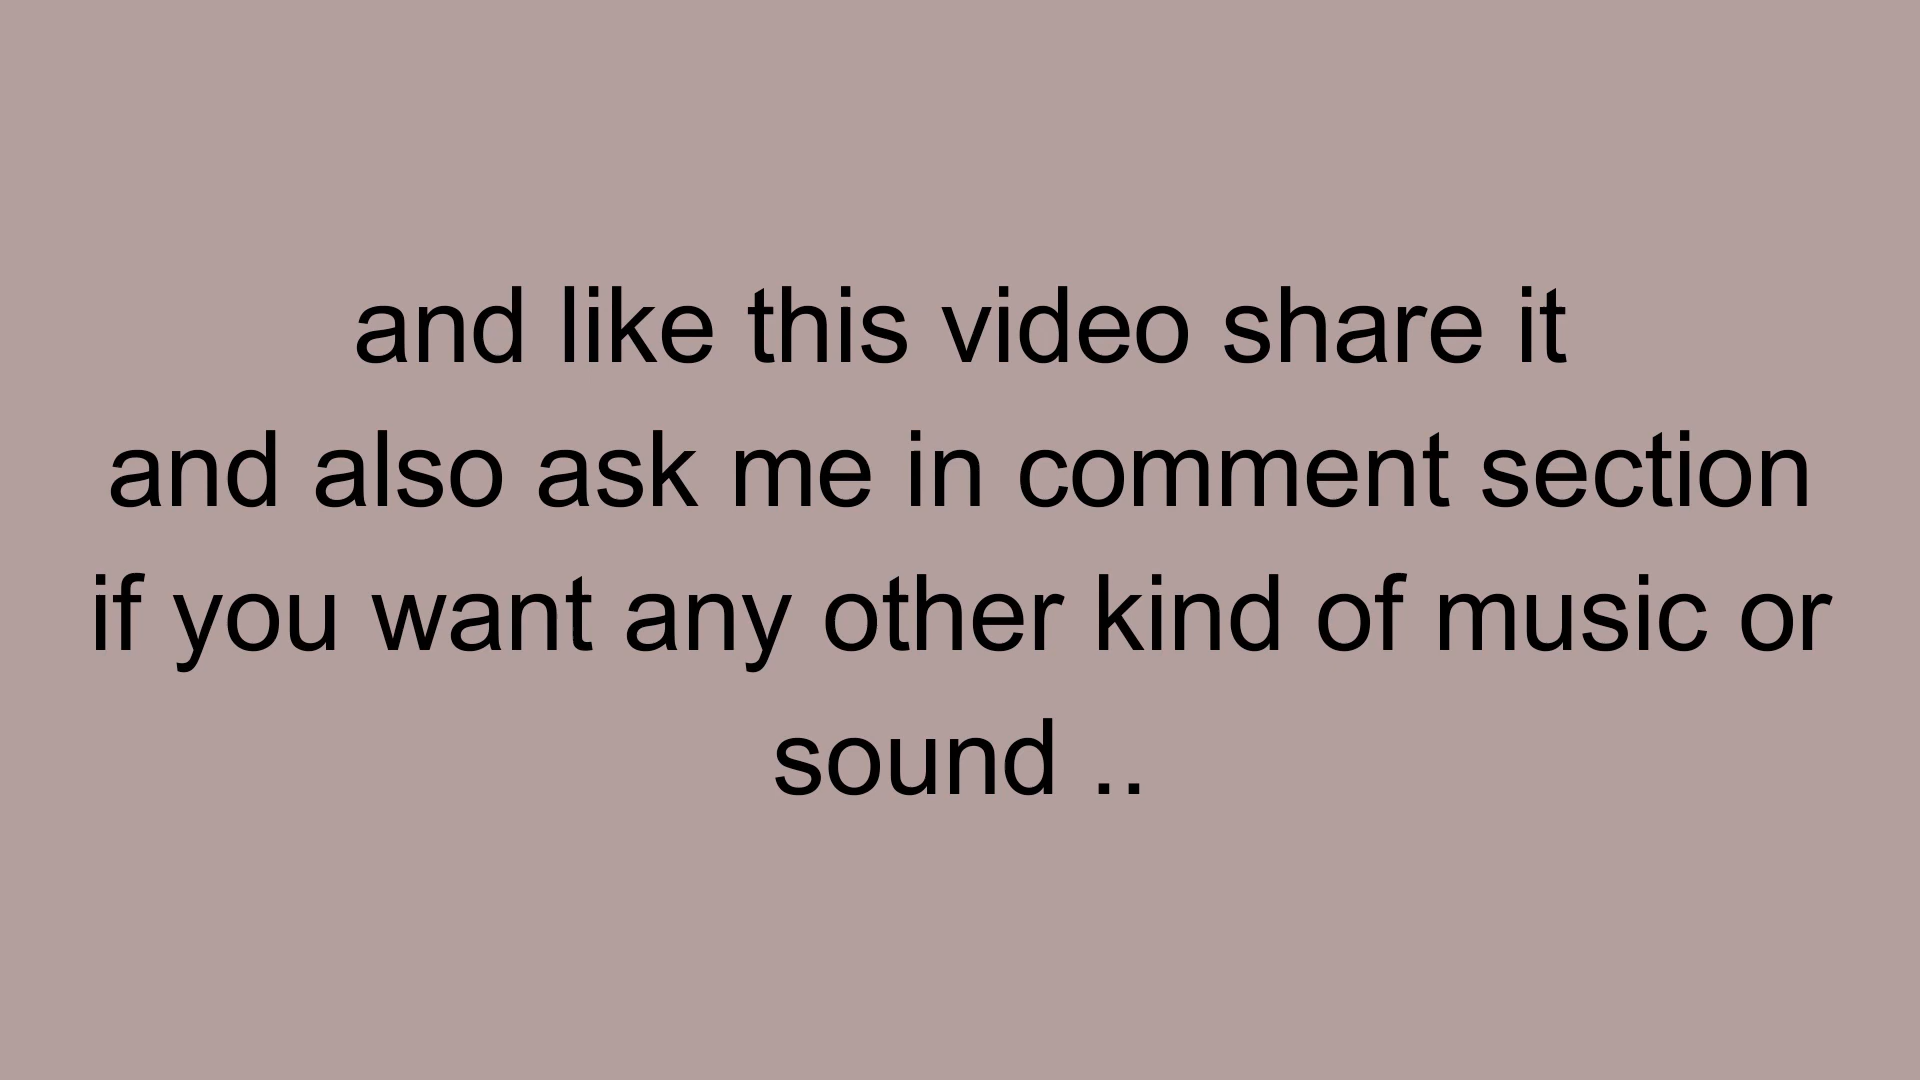 and like this video share it
and also ask me in comment section
if you want any other kind of music or
sound ..